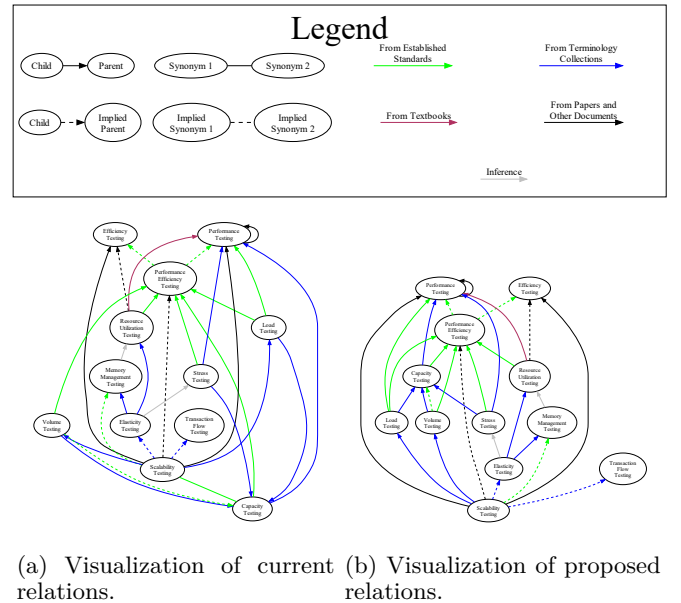 Legend
Child
Parent
Synonym 1
Synonym 2
From Established
Standards
From Terminology
Collections
Child
Implied
Parent
Implied
Synonym 1
Implied
Synonym 2
From Textbooks
From Papers and
Other Documents
Inference
Efficiency
Testing
Performance
Testing
Performance
Efficiency
Testing
Resource
Utilization
Testing
Load
Testing
Memory
Management
Testing
Stress
Testing
Volume
Testing
Elasticity
Testing
Transaction
Flow
Testing
Scalability
Testing
Capacity
Testing
Performance
Testing
Efficiency
Testing
Performance
Efficiency
Testing
Capacity
Testing
Resource
Utilization
Testing
Load
Testing
Volume
Testing
Stress
Testing
Memory
Management
Testing
Elasticity
Testing
Transaction
Flow
Testing
Scalability
Testing
(a) Visualization of current
relations.
(b) Visualization of proposed
relations.